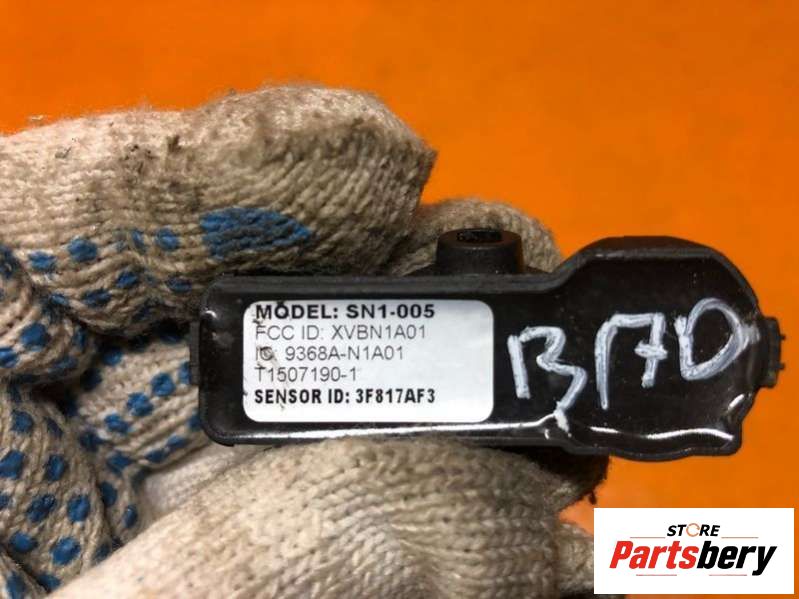 MODEL: SN1-005
FCC ID: XVBN1A01
IC: 9368A-N1A01
T1507190-1
SENSOR ID: 3F817AF3
STORE
Partsbery